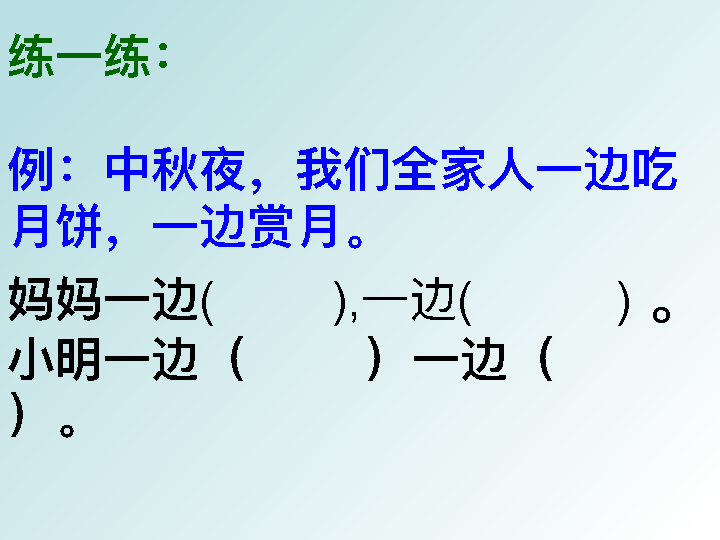 练一练：
例：中秋夜，我们全家人一边吃
月饼，一边赏月。
妈妈一边(        ),一边(          ) 。
小明一边（        ）一边（
）。